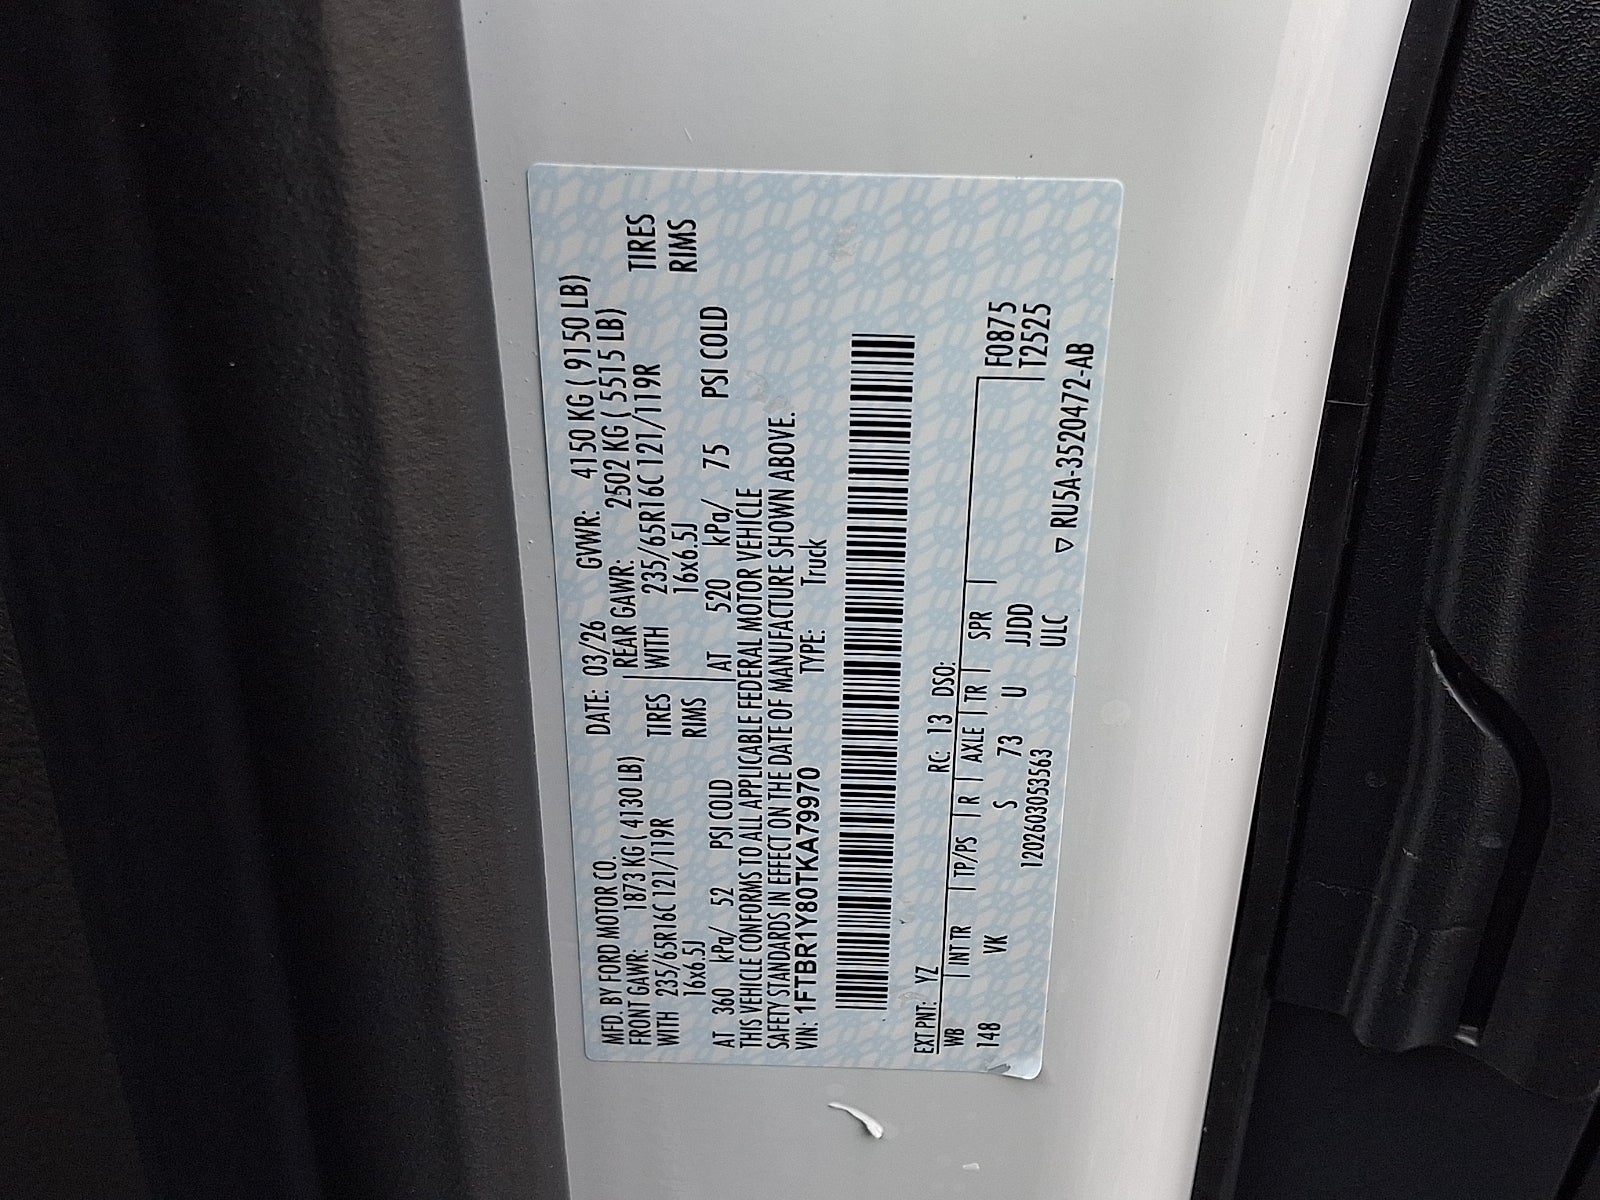 MFD. BY FORD MOTOR CO. DATE: 03/26 GVWR: 4150 KG ( 9150 LB)
FRONT GAWR: 1873 KG ( 4130 LB) REAR GAWR: 2502 KG ( 5515 LB)
WITH 235/65R16C 121/119R TIRES WITH 235/65R16C 121/119R TIRES
16x6.5J RIMS 16x6.5J RIMS
AT 360 kPa/ 52 PSI COLD AT 520 kPa/ 75 PSI COLD
THIS VEHICLE CONFORMS TO ALL APPLICABLE FEDERAL MOTOR VEHICLE
SAFETY STANDARDS IN EFFECT ON THE DATE OF MANUFACTURE SHOWN ABOVE.
VIN: 1FTBR1Y80TKA79970 TYPE: Truck
EXT PNT: YZ RC: 13 DSO:
WB INT TR TP/PS R AXLE TR SPR F0875
148 VK S 73 U JJDD T2525
120260305​3563 ULC
▽ RU5A-3520472-AB